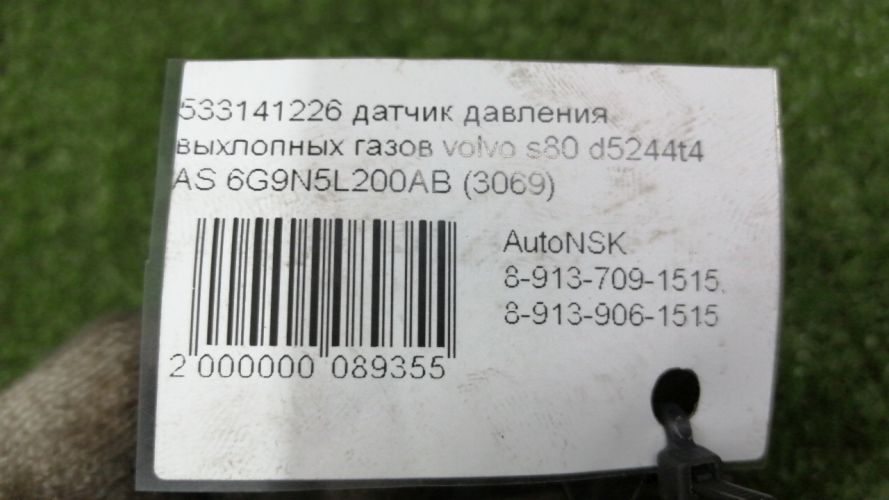 533141226 датчик давления
выхлопных газов volvo s80 d5244t4
AS 6G9N5L200AB (3069)
AutoNSK
8-913-709-1515.
8-913-906-1515
2 000000 089355